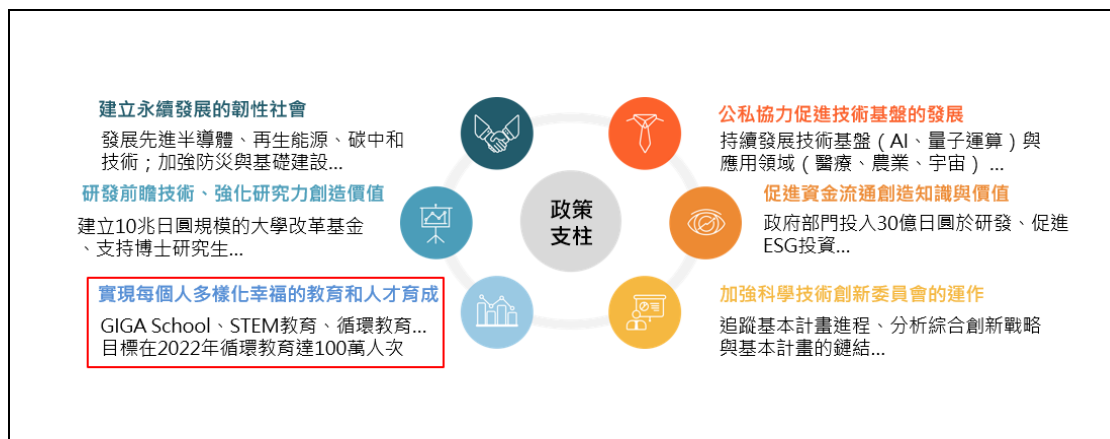 建立永續發展的韌性社會
發展先進半導體、再生能源、碳中和
技術；加強防災與基礎建設...
研發前瞻技術、強化研究力創造價值
建立10兆日圓規模的大學改革基金
、支持博士研究生...
實現每個人多樣化幸福的教育和人才育成
GIGA School、STEM教育、循環教育...
目標在2022年循環教育達100萬人次
政策
支柱
公私協力促進技術基盤的發展
持續發展技術基盤（AI、量子運算）與
應用領域（醫療、農業、宇宙）...
促進資金流通創造知識與價值
政府部門投入30億日圓於研發、促進
ESG投資...
加強科學技術創新委員會的運作
追蹤基本計畫進程、分析綜合創新戰略
與基本計畫的鏈結...